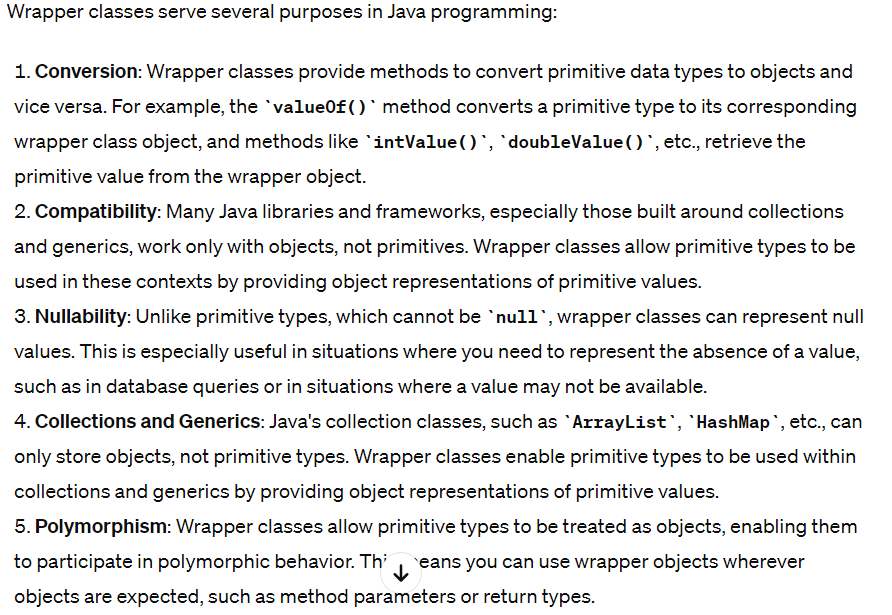 Wrapper classes serve several purposes in Java programming:
1. Conversion: Wrapper classes provide methods to convert primitive data types to objects and
vice versa. For example, the `valueOf()` method converts a primitive type to its corresponding
wrapper class object, and methods like `intValue()`, `doubleValue()`, etc., retrieve the
primitive value from the wrapper object.
2. Compatibility: Many Java libraries and frameworks, especially those built around collections
and generics, work only with objects, not primitives. Wrapper classes allow primitive types to be
used in these contexts by providing object representations of primitive values.
3. Nullability: Unlike primitive types, which cannot be `null`, wrapper classes can represent null
values. This is especially useful in situations where you need to represent the absence of a value,
such as in database queries or in situations where a value may not be available.
4. Collections and Generics: Java's collection classes, such as `ArrayList`, `HashMap`, etc., can
only store objects, not primitive types. Wrapper classes enable primitive types to be used within
collections and generics by providing object representations of primitive values.
5. Polymorphism: Wrapper classes allow primitive types to be treated as objects, enabling them
to participate in polymorphic behavior. you can use wrapper objects wherever
objects are expected, such as method parameters or return types.